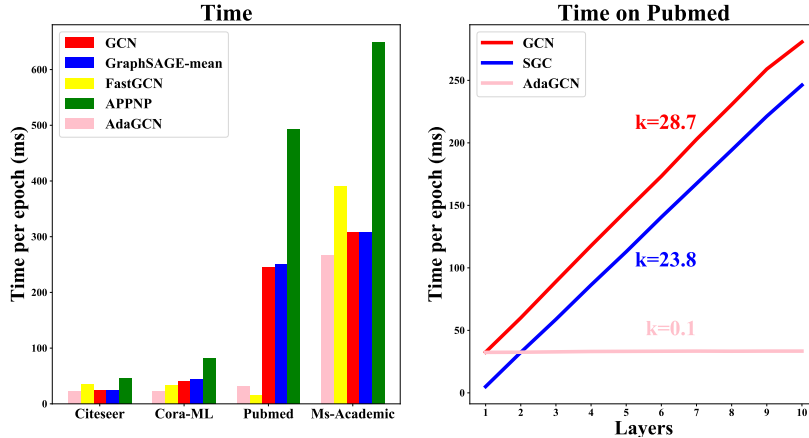 Time
GCN
GraphSAGE-mean
FastGCN
APPNP
AdaGCN
Time per epoch (ms)
600
500
400
300
200
100
0
Citeseer Cora-ML Pubmed Ms-Academic
Time on Pubmed
GCN
SGC
AdaGCN
k=28.7
k=23.8
k=0.1
Time per epoch (ms)
250
200
150
100
50
0
1 2 3 4 5 6 7 8 9 10
Layers